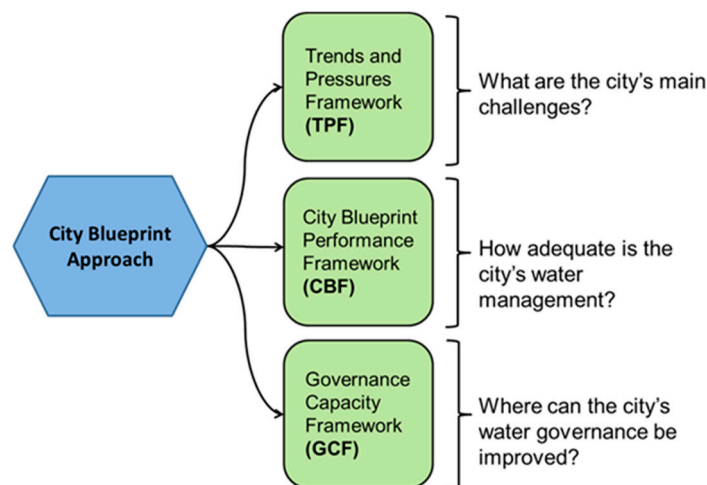 City Blueprint
Approach
Trends and
Pressures
Framework
(TPF)
What are the city's main
challenges?
City Blueprint
Performance
Framework
(CBF)
How adequate is the
city's water
management?
Governance
Capacity
Framework
(GCF)
Where can the city's
water governance be
improved?